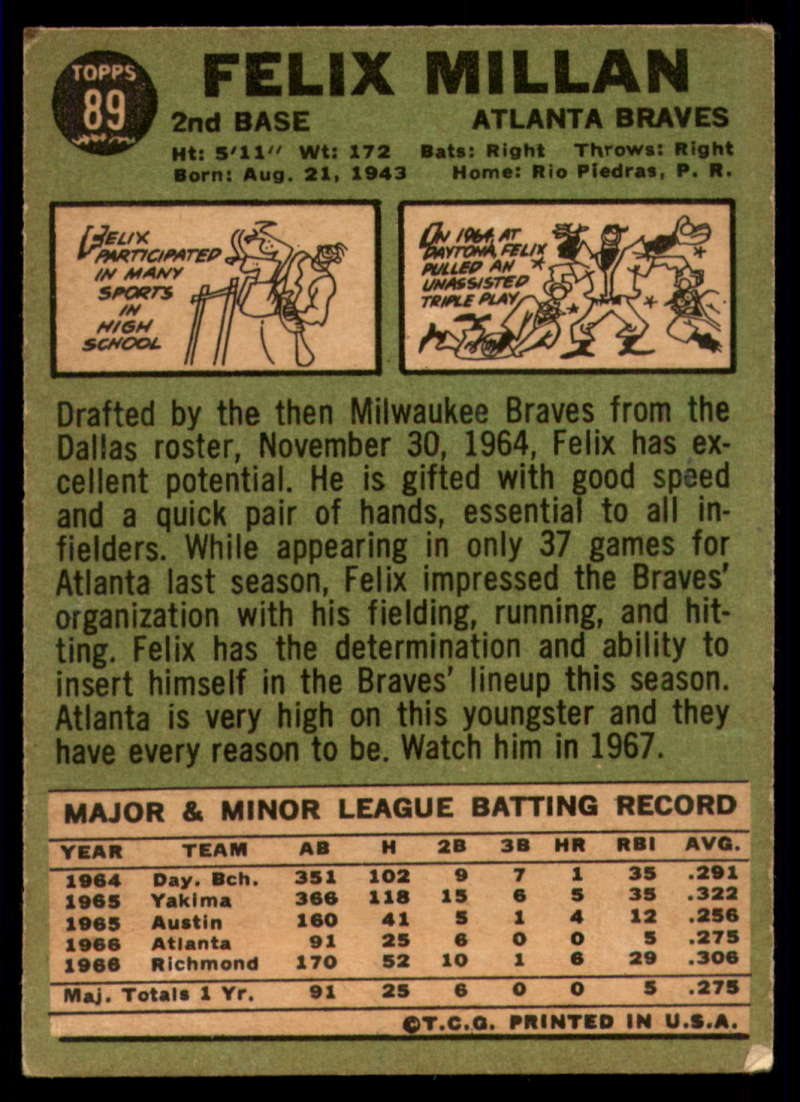 TOPPS
89
FELIX MILLAN
2nd BASE
ATLANTA BRAVES
Ht: 5'11" Wt: 172 Bats: Right Throws: Right
Born: Aug. 21, 1943 Home: Rio Piedras, P. R.
FELIX
PARTICIPATED
IN MANY
SPORTS
IN
HIGH
SCHOOL
ON 1964, AT
DAYTONA, FELIX
PULLED AN
UNASSISTED
TRIPLE PLAY
Drafted by the then Milwaukee Braves from the
Dallas roster, November 30, 1964, Felix has ex-
cellent potential. He is gifted with good speed
and a quick pair of hands, essential to all in-
fielders. While appearing in only 37 games for
Atlanta last season, Felix impressed the Braves'
organization with his fielding, running, and hit-
ting. Felix has the determination and ability to
insert himself in the Braves' lineup this season.
Atlanta is very high on this youngster and they
have every reason to be. Watch him in 1967.
MAJOR & MINOR LEAGUE BATTING RECORD
YEAR TEAM AB H 2B 3B HR RBI AVG.
1964 Day. Bch. 351 102 9 7 1 35 .291
1965 Yakima 366 118 15 6 5 35 .322
1965 Austin 160 41 5 1 4 12 .256
1966 Atlanta 91 25 6 0 0 5 .275
1966 Richmond 170 52 10 1 6 29 .306
Maj. Totals 1 Yr. 91 25 6 0 0 5 .275
©T.C.G. PRINTED IN U.S.A.